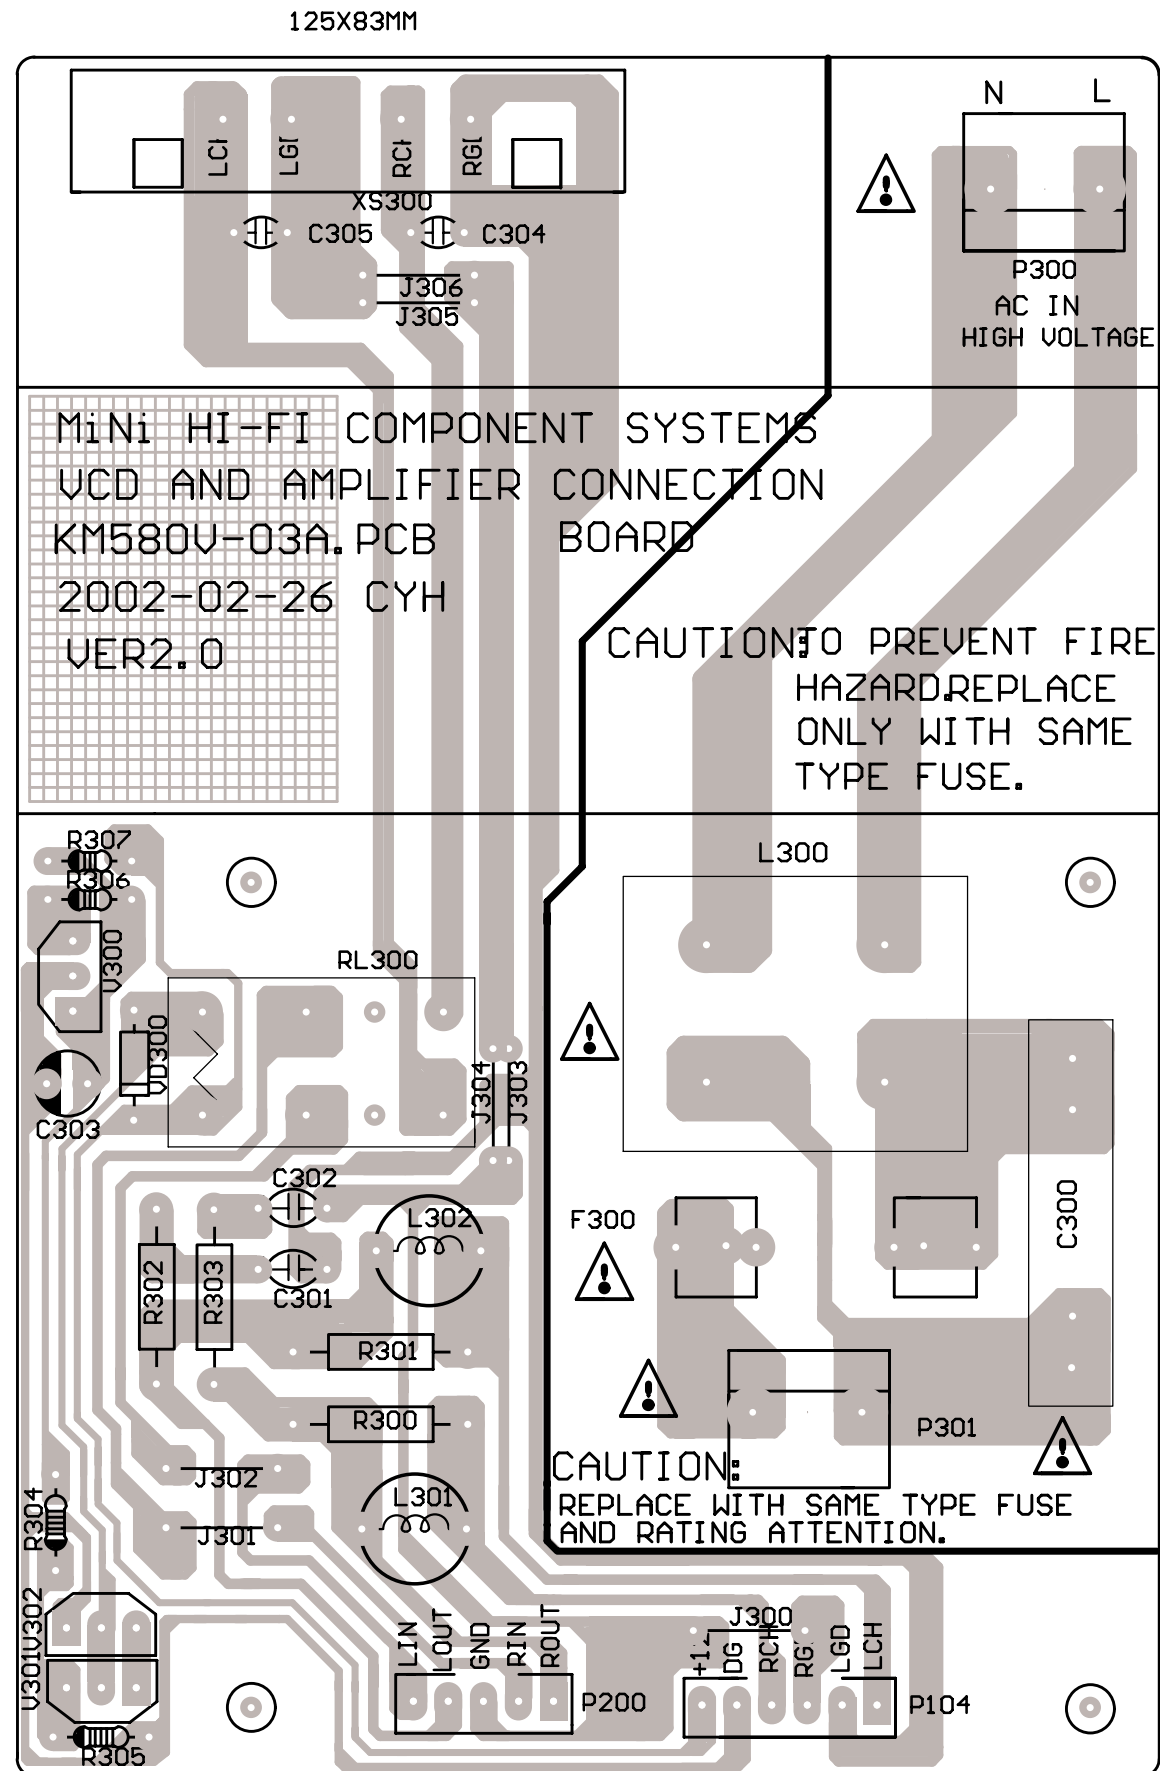 125X83MM
N L
LCH
LGD
RCH
RGD
XS300
C305 C304
J306
J305
P300
AC IN
HIGH VOLTAGE
MiNi HI-FI COMPONENT SYSTEMS
VCD AND AMPLIFIER CONNECTION
KM580V-03A.PCB BOARD
2002-02-26 CYH
VER2.0
CAUTION:TO PREVENT FIRE
HAZARD.REPLACE
ONLY WITH SAME
TYPE FUSE.
R307
R306
V300
L300
RL300
VD300
C303
J304
J303
C302
L302
F300
C300
R302
R303
C301
R301
R300
P301
CAUTION:
REPLACE WITH SAME TYPE FUSE
AND RATING ATTENTION.
J302
L301
R304
J301
V302
V301
LIN
LOUT
GND
RIN
ROUT
J300
+12
DG
RCH
LGD
LCH
P200
P104
R305